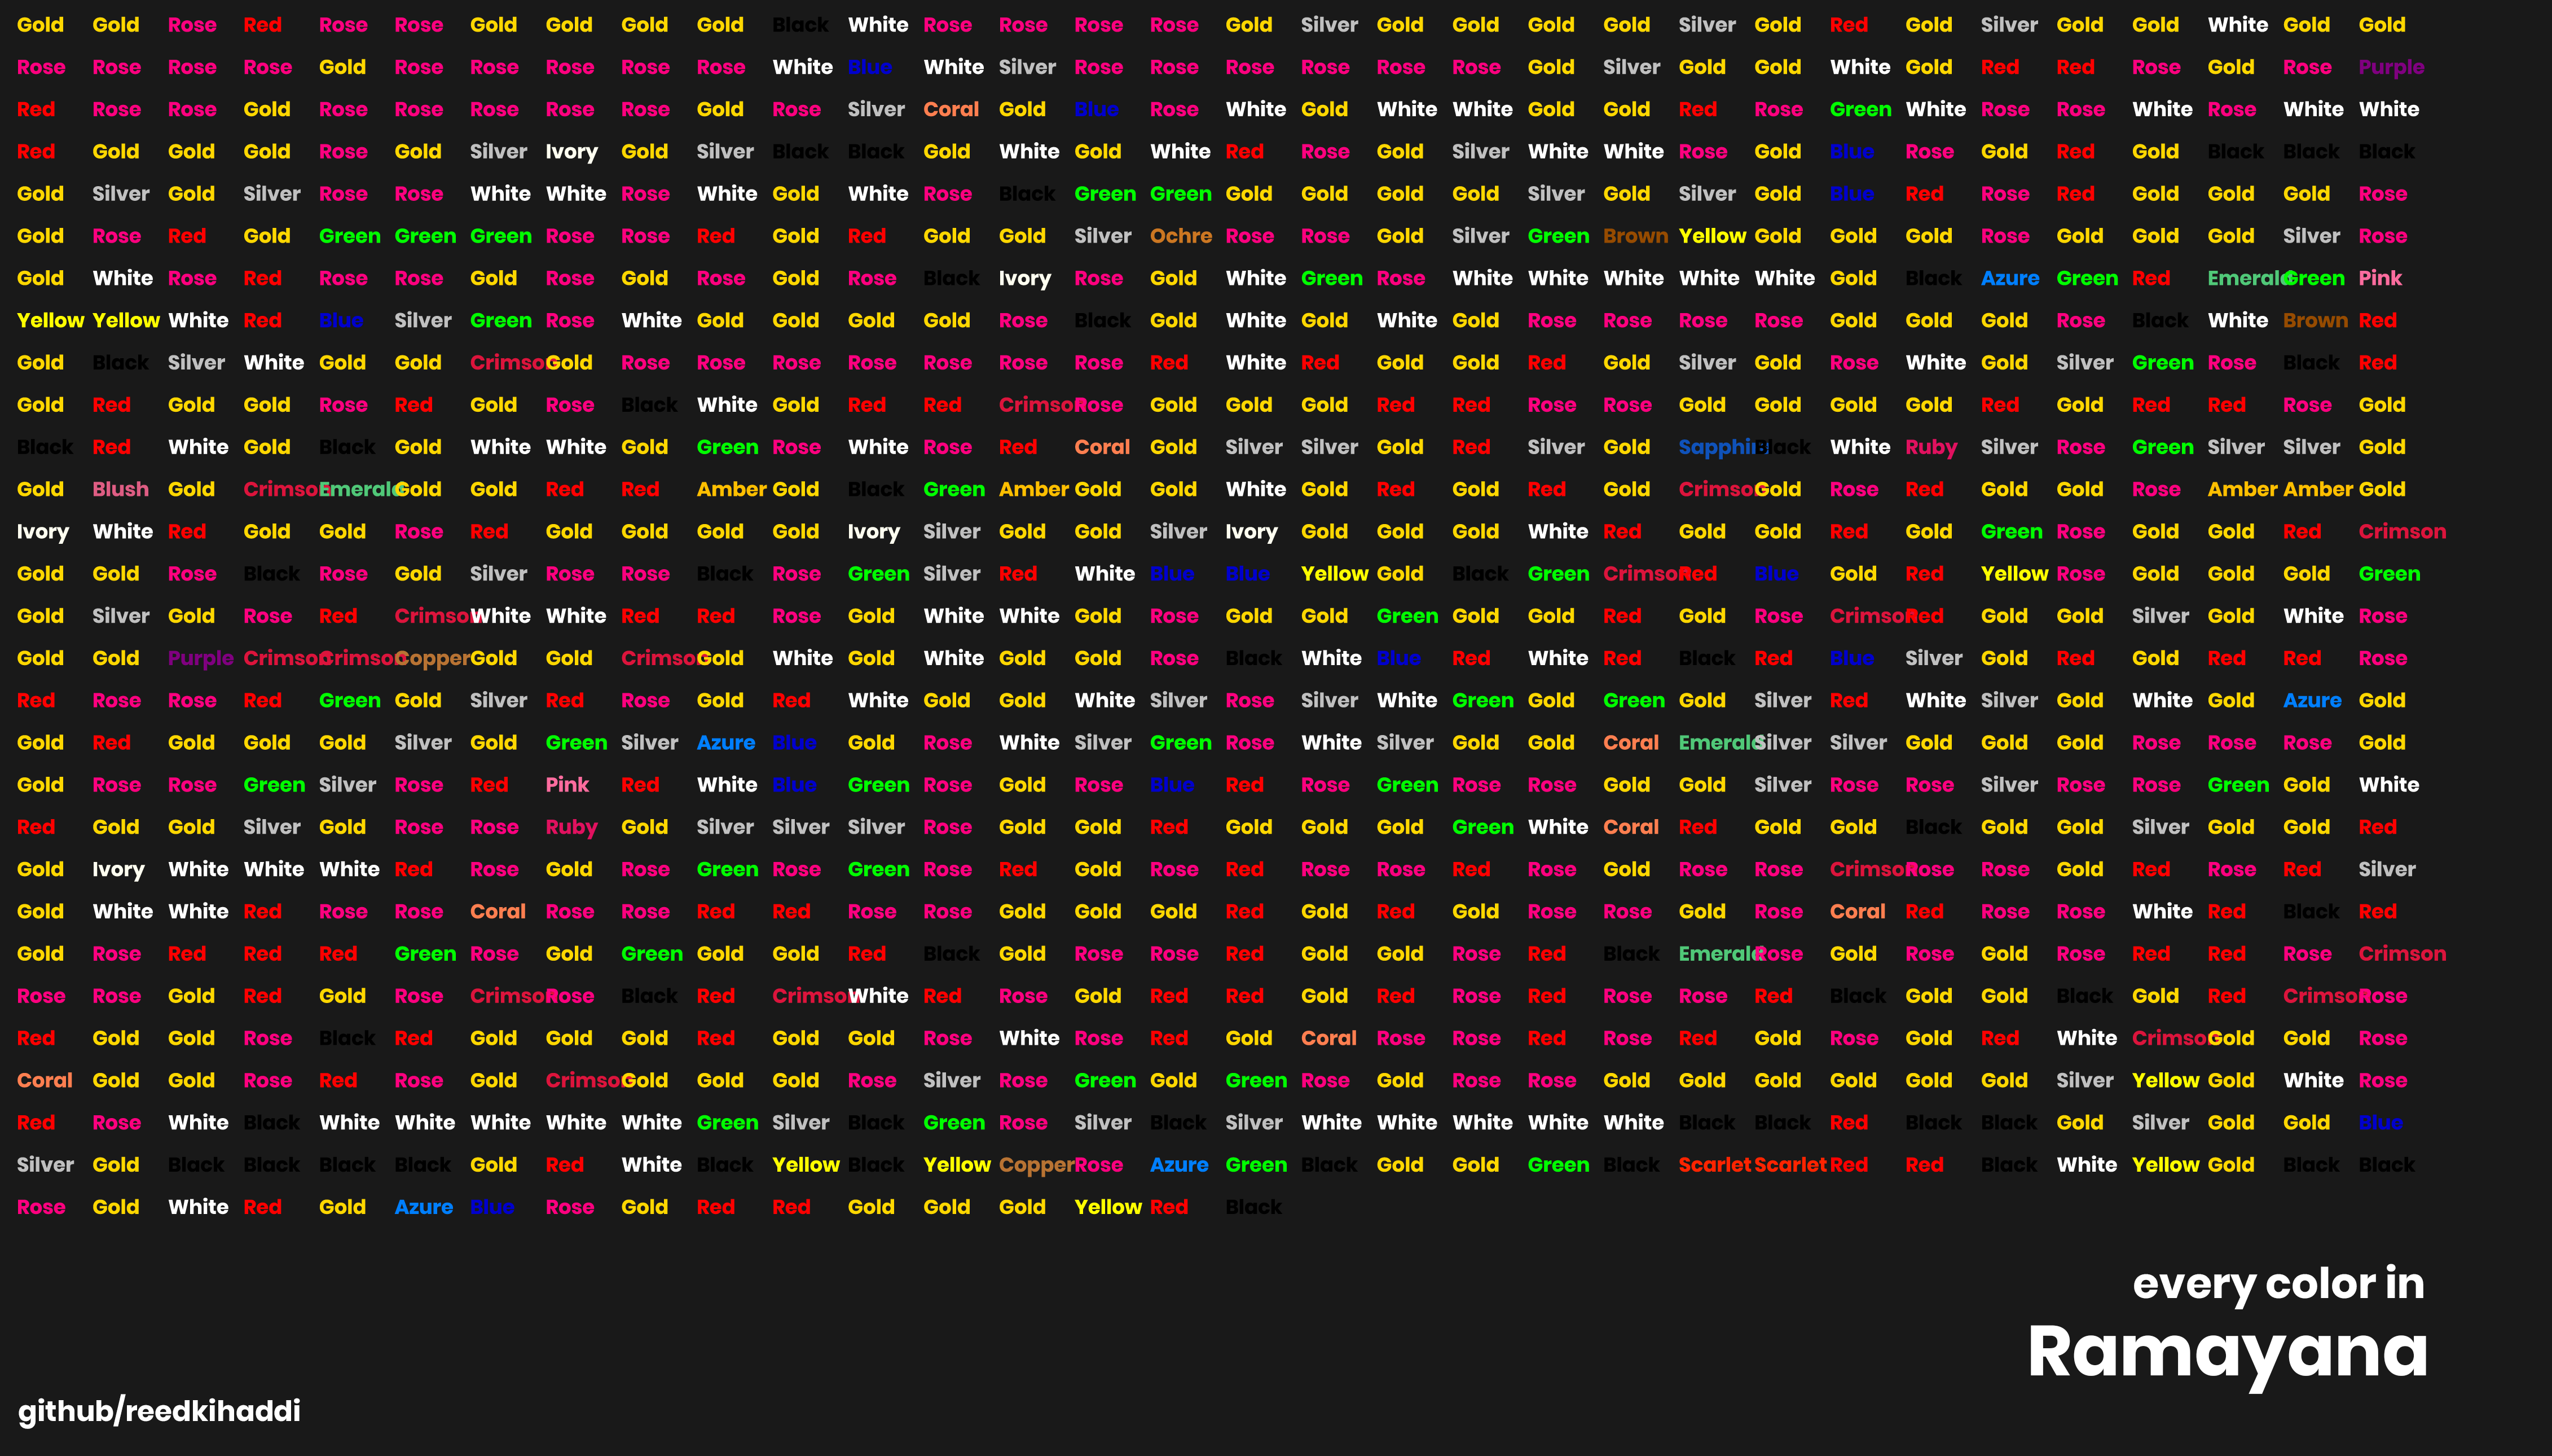 Gold Gold Rose Red Rose Rose Gold Gold Gold Gold Black White Rose Rose Rose Rose Gold Silver Gold Gold Gold Gold Silver Gold Red Gold Silver Gold Gold White Gold Gold
Rose Rose Rose Rose Gold Rose Rose Rose Rose Rose White Blue White Silver Rose Rose Rose Rose Rose Rose Gold Silver Gold Gold White Gold Red Red Rose Gold Rose Purple
Red Rose Rose Gold Rose Rose Rose Rose Rose Gold Rose Silver Coral Gold Blue Rose White Gold White White Gold Gold Red Rose Green White Rose Rose White Rose White White
Red Gold Gold Gold Rose Gold Silver Ivory Gold Silver Black Black Gold White Gold White Red Rose Gold Silver White White Rose Gold Blue Rose Gold Red Gold Black Black Black
Gold Silver Gold Silver Rose Rose White White Rose White Gold White Rose Black Green Green Gold Gold Gold Gold Silver Gold Silver Gold Blue Red Rose Red Gold Gold Gold Rose
Gold Rose Red Gold Green Green Green Rose Rose Red Gold Red Gold Gold Silver Ochre Rose Rose Gold Silver Green Brown Yellow Gold Gold Gold Rose Gold Gold Gold Silver Rose
Gold White Rose Red Rose Rose Gold Rose Gold Rose Gold Rose Black Ivory Rose Gold White Green Rose White White White White White Gold Black Azure Green Red Emerald Green Pink
Yellow Yellow White Red Blue Silver Green Rose White Gold Gold Gold Gold Rose Black Gold White Gold White Gold Rose Rose Rose Rose Gold Gold Gold Rose Black White Brown Red
Gold Black Silver White Gold Gold Crimson Gold Rose Rose Rose Rose Rose Rose Rose Red White Red Gold Gold Red Gold Silver Gold Rose White Gold Silver Green Rose Black Red
Gold Red Gold Gold Rose Red Gold Rose Black White Gold Red Red Crimson Rose Gold Gold Gold Red Red Rose Rose Gold Gold Gold Gold Red Gold Red Red Rose Gold
Black Red White Gold Black Gold White White Gold Green Rose White Rose Red Coral Gold Silver Silver Gold Red Silver Gold Sapphire Black White Ruby Silver Rose Green Silver Silver Gold
Gold Blush Gold Crimson Emerald Gold Gold Red Red Amber Gold Black Green Amber Gold Gold White Gold Red Gold Red Gold Crimson Gold Rose Red Gold Gold Rose Amber Amber Gold
Ivory White Red Gold Gold Rose Red Gold Gold Gold Gold Ivory Silver Gold Gold Silver Ivory Gold Gold Gold White Red Gold Gold Red Gold Green Rose Gold Gold Red Crimson
Gold Gold Rose Black Rose Gold Silver Rose Rose Black Rose Green Silver Red White Blue Blue Yellow Gold Black Green Crimson Red Blue Gold Red Yellow Rose Gold Gold Gold Green
Gold Silver Gold Rose Red Crimson White White Red Red Rose Gold White White Gold Rose Gold Gold Green Gold Gold Red Gold Rose Crimson Red Gold Gold Silver Gold White Rose
Gold Gold Purple Crimson Crimson Copper Gold Gold Crimson Gold White Gold White Gold Gold Rose Black White Blue Red White Red Black Red Blue Silver Gold Red Gold Red Red Rose
Red Rose Rose Red Green Gold Silver Red Rose Gold Red White Gold Gold White Silver Rose Silver White Green Gold Green Gold Silver Red White Silver Gold White Gold Azure Gold
Gold Red Gold Gold Gold Silver Gold Green Silver Azure Blue Gold Rose White Silver Green Rose White Silver Gold Gold Coral Emerald Silver Silver Gold Gold Gold Rose Rose Rose Gold
Gold Rose Rose Green Silver Rose Red Pink Red White Blue Green Rose Gold Rose Blue Red Rose Green Rose Rose Gold Gold Silver Rose Rose Silver Rose Rose Green Gold White
Red Gold Gold Silver Gold Rose Rose Ruby Gold Silver Silver Silver Rose Gold Gold Red Gold Gold Gold Green White Coral Red Gold Gold Black Gold Gold Silver Gold Gold Red
Gold Ivory White White White Red Rose Gold Rose Green Rose Green Rose Red Gold Rose Red Rose Rose Red Rose Gold Rose Rose Crimson Rose Rose Gold Red Rose Red Silver
Gold White White Red Rose Rose Coral Rose Rose Red Red Rose Rose Gold Gold Gold Red Gold Red Gold Rose Rose Gold Rose Coral Red Rose Rose White Red Black Red
Gold Rose Red Red Red Green Rose Gold Green Gold Gold Red Black Gold Rose Rose Red Gold Gold Rose Red Black Emerald Rose Gold Rose Gold Rose Red Red Rose Crimson
Rose Rose Gold Red Gold Rose Crimson Rose Black Red Crimson White Red Rose Gold Red Red Gold Red Rose Red Rose Rose Red Black Gold Gold Black Gold Red Crimson Rose
Red Gold Gold Rose Black Red Gold Gold Gold Red Gold Gold Rose White Rose Red Gold Coral Rose Rose Red Rose Red Gold Rose Gold Red White Crimson Gold Gold Rose
Coral Gold Gold Rose Red Rose Gold Crimson Gold Gold Gold Rose Silver Rose Green Gold Green Rose Gold Rose Rose Gold Gold Gold Gold Gold Gold Silver Yellow Gold White Rose
Red Rose White Black White White White White White Green Silver Black Green Rose Silver Black Silver White White White White White Black Black Red Black Black Gold Silver Gold Gold Blue
Silver Gold Black Black Black Black Gold Red White Black Yellow Black Yellow Copper Rose Azure Green Black Gold Gold Green Black Scarlet Scarlet Red Red Black White Yellow Gold Black Black
Rose Gold White Red Gold Azure Blue Rose Gold Red Red Gold Gold Gold Yellow Red Black
every color in
Ramayana
github/reedkihaddi